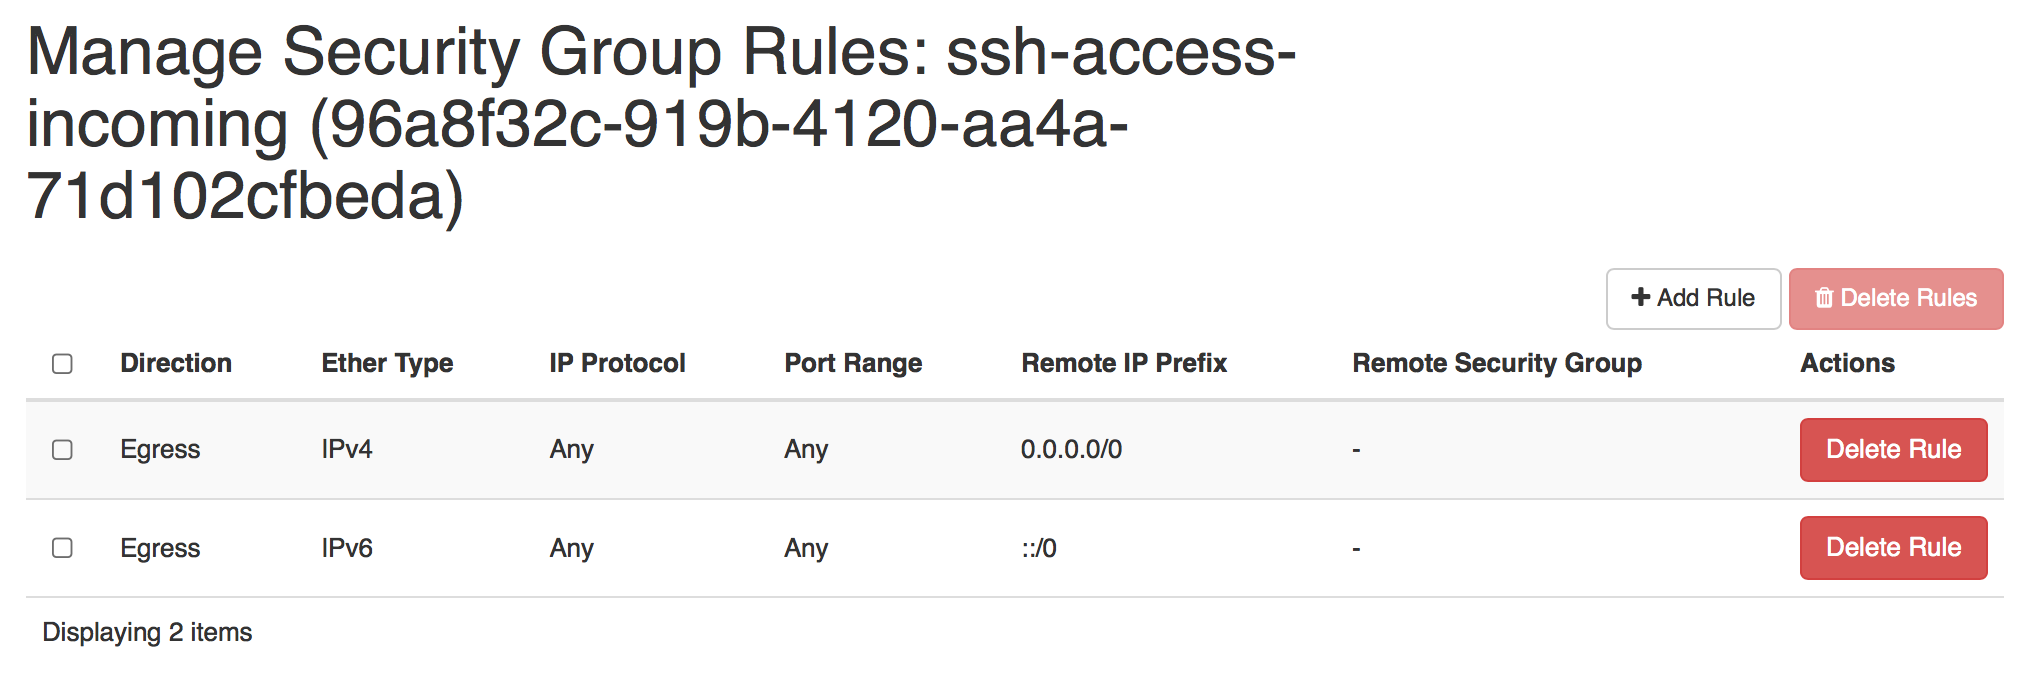 Manage Security Group Rules: ssh-access-
incoming (96a8f32c-919b-4120-aa4a-
71d102cfbeda)
Add Rule Delete Rules
Direction Ether Type IP Protocol Port Range Remote IP Prefix Remote Security Group Actions
Egress IPv4 Any Any 0.0.0.0/0 - Delete Rule
Egress IPv6 Any Any ::/0 - Delete Rule
Displaying 2 items